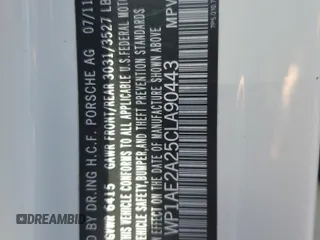 D BY DR.ING H.C.F. PORSCHE AG 07/11
GVWR 6415 GAWR FRONT/REAR 3031/3527 LB
THIS VEHICLE CONFORMS TO ALL APPLICABLE U.S.FEDERAL MOTOR
VEHICLE SAFETY,BUMPER,AND THEFT PREVENTION STANDARDS
IN EFFECT ON THE DATE OF MANUFACTURE SHOWN ABOVE
WP1AE2A25CLA90443 MPV